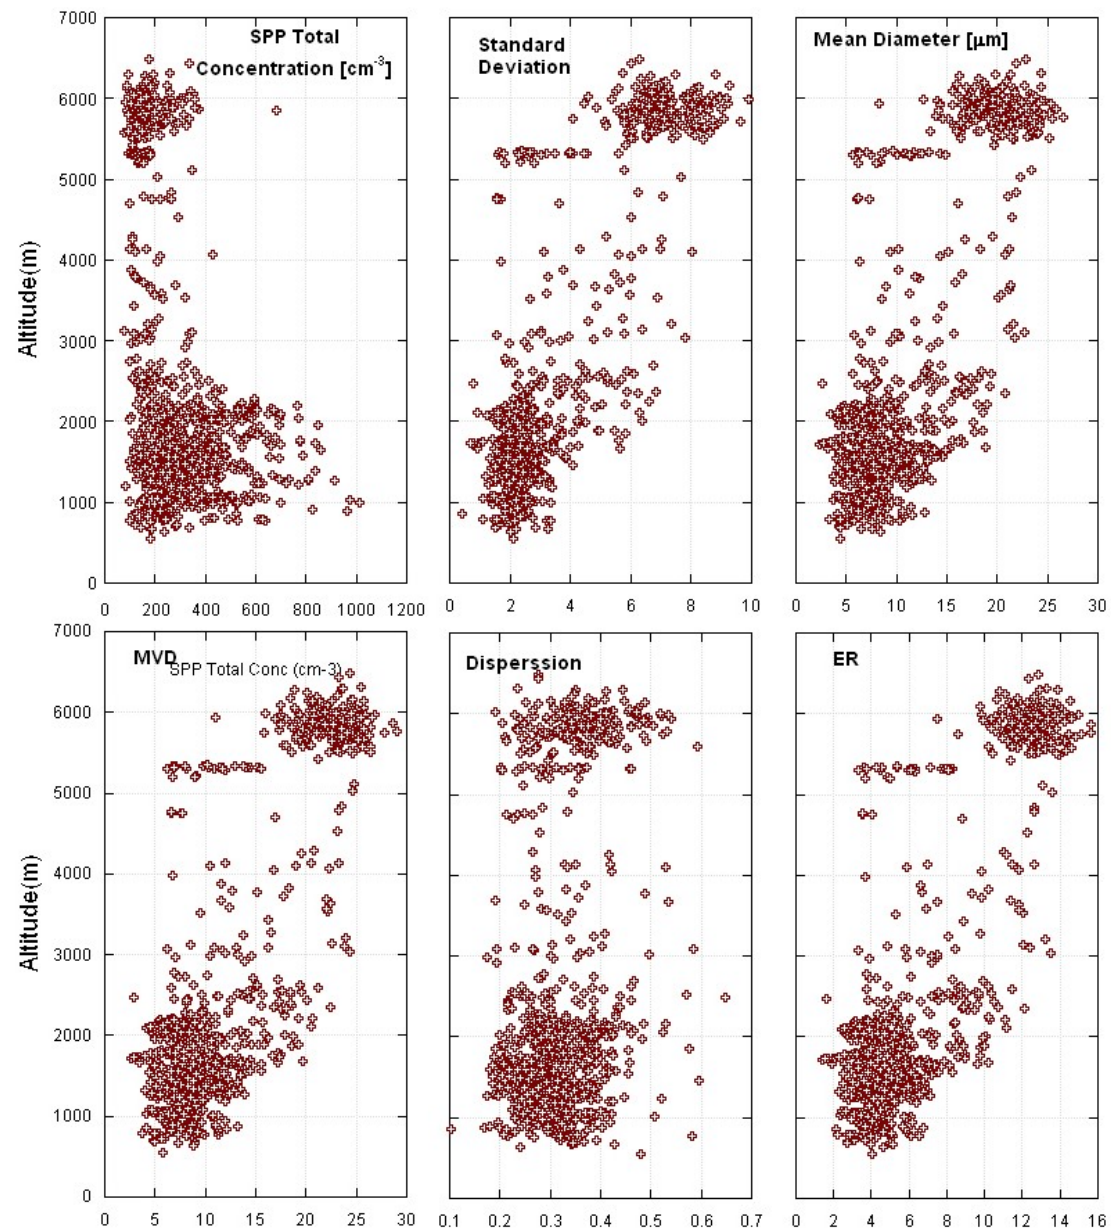 7000
6000
5000
4000
3000
2000
1000
0
Altitude(m)
SPP Total
Concentration [cm-3]
0 200 400 600 800 1000 1200
Standard
Deviation
0 2 4 6 8 10
Mean Diameter [μm]
0 5 10 15 20 25 30
7000
6000
5000
4000
3000
2000
1000
0
Altitude(m)
MVD
SPP Total Conc (cm-3)
0 5 10 15 20 25 30
Disperssion
0.1 0.2 0.3 0.4 0.5 0.6 0.7
ER
0 2 4 6 8 10 12 14 16